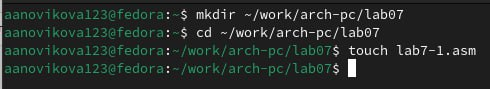 aanovikova123@fedora:~$ mkdir ~/work/arch-pc/lab07
aanovikova123@fedora:~$ cd ~/work/arch-pc/lab07
aanovikova123@fedora:~/work/arch-pc/lab07$ touch lab7-1.asm
aanovikova123@fedora:~/work/arch-pc/lab07$